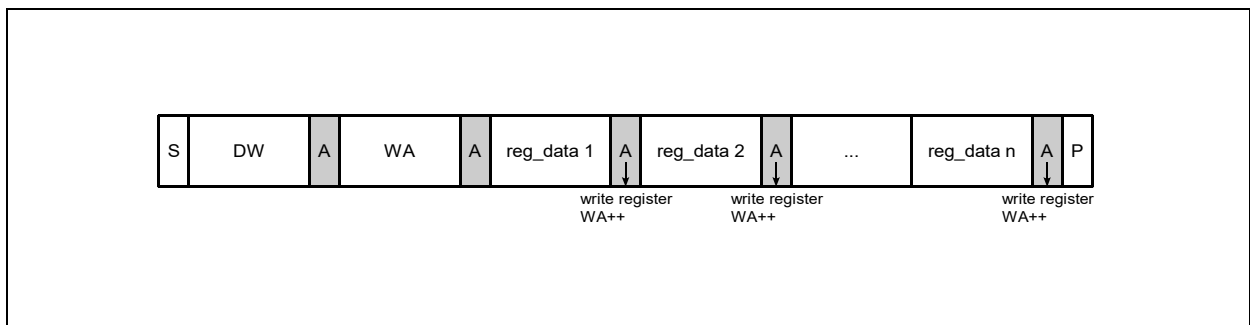 S DW A WA A reg_data 1 A reg_data 2 A ... reg_data n A P
write register write register write register
WA++ WA++ WA++